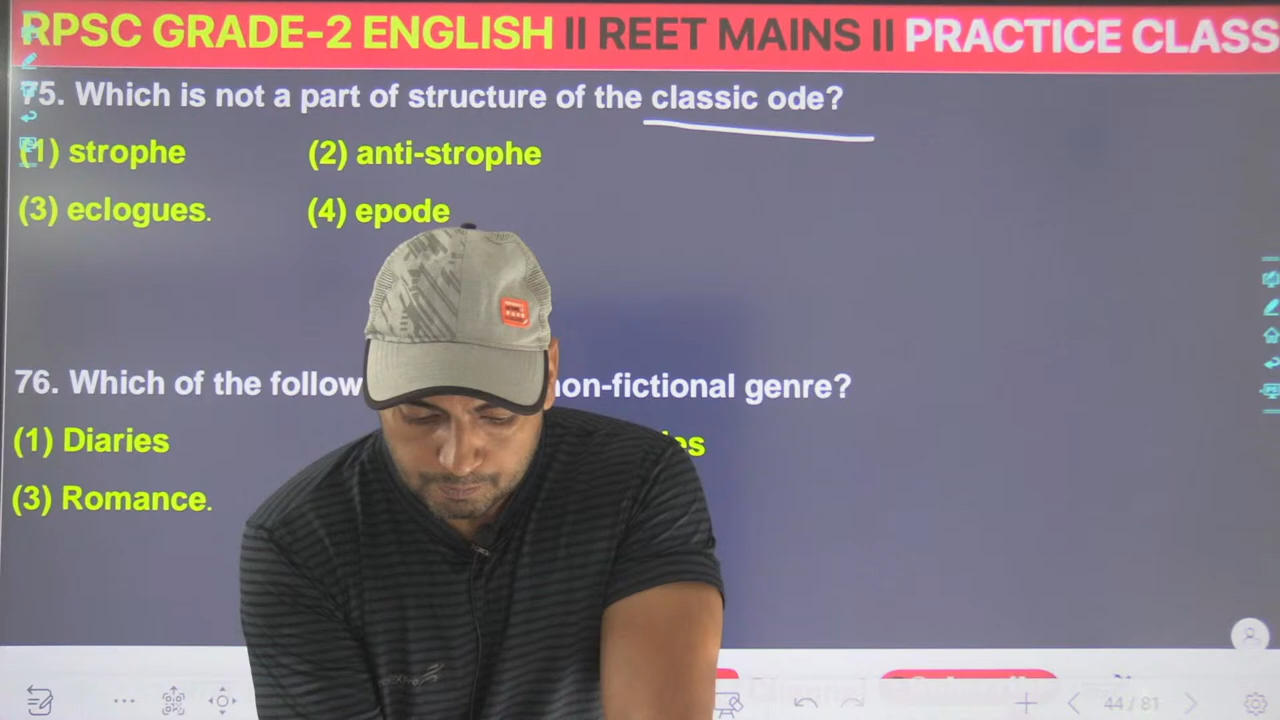 RPSC GRADE-2 ENGLISH II REET MAINS II PRACTICE CLASS
75. Which is not a part of structure of the classic ode?
(1) strophe (2) anti-strophe
(3) eclogues. (4) epode
76. Which of the follow non-fictional genre?
(1) Diaries
(3) Romance.
44 / 81